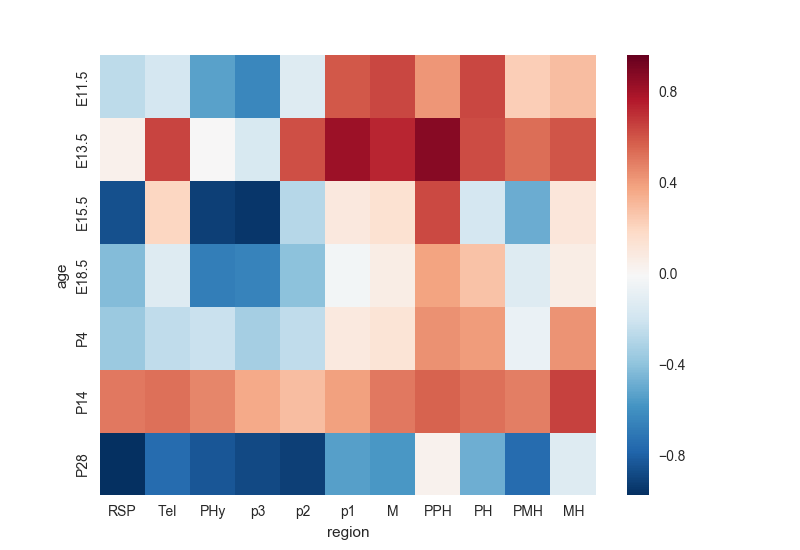 E11.5
E13.5
E15.5
E18.5
P4
P14
P28
age
RSP Tel PHy p3 p2 p1 M PPH PH PMH MH
region
0.8
0.4
0.0
−0.4
−0.8